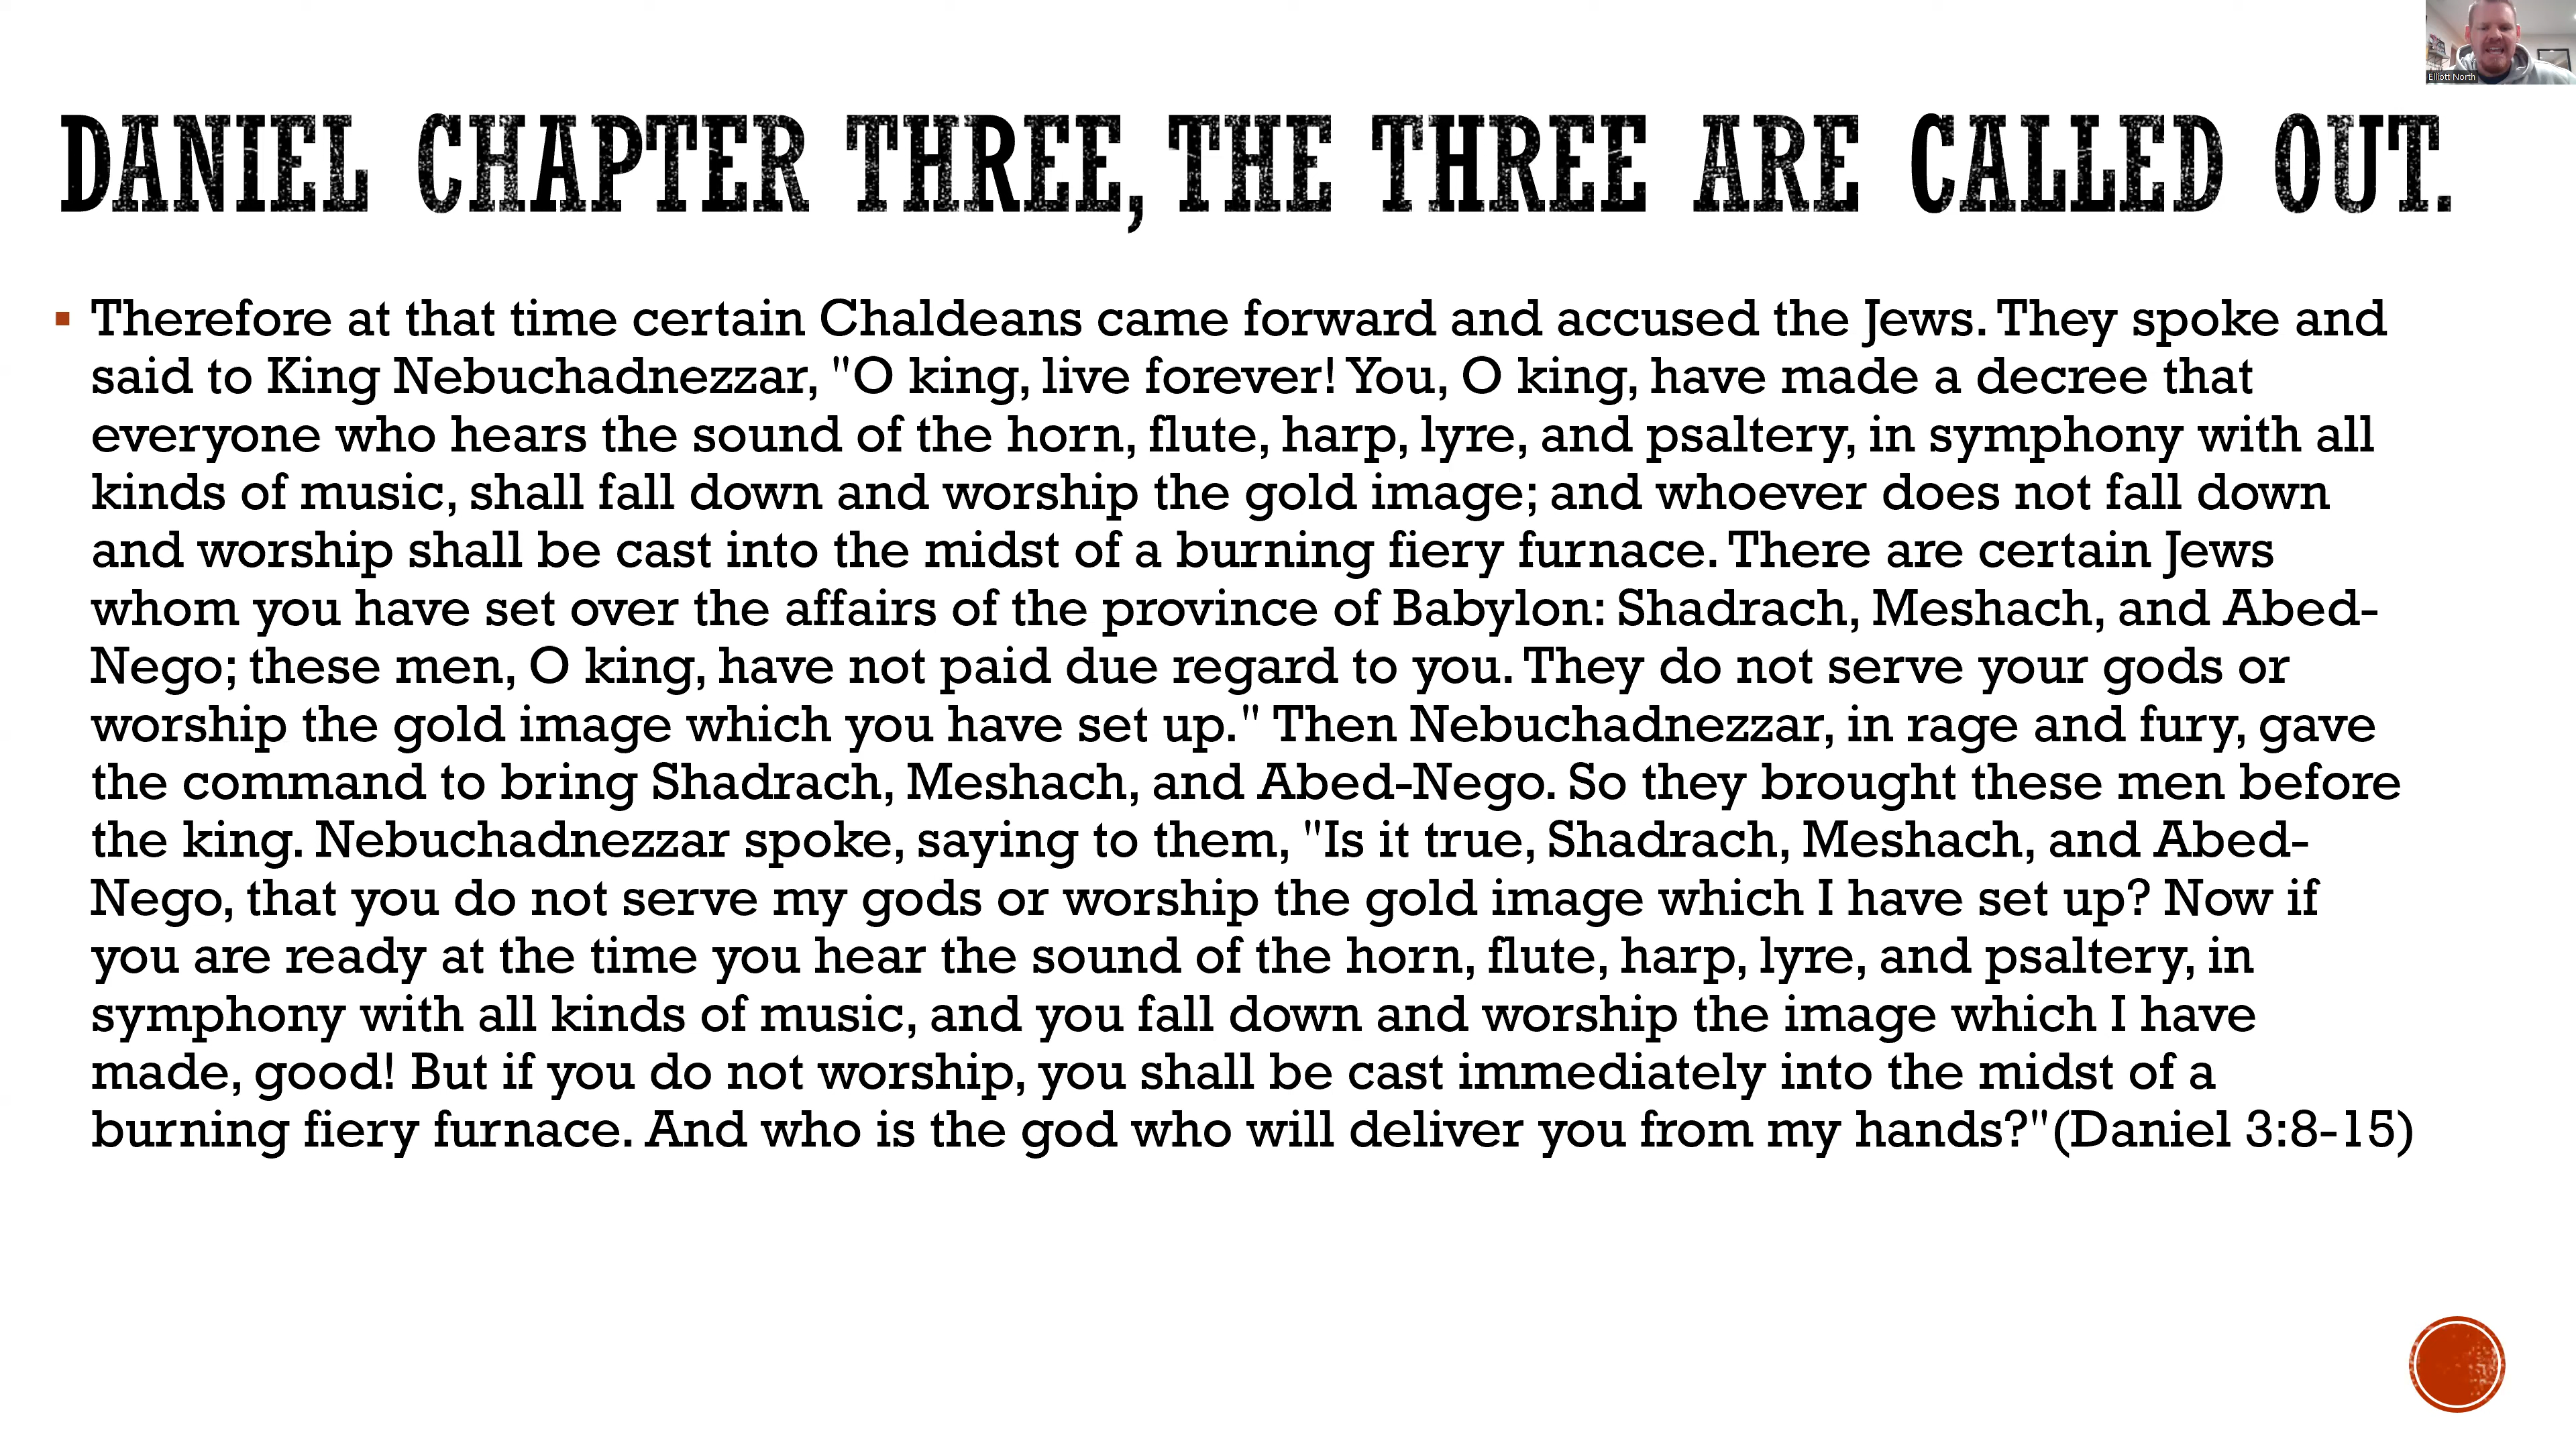 Elliott North
DANIEL CHAPTER THREE, THE THREE ARE CALLED OUT.
Therefore at that time certain Chaldeans came forward and accused the Jews. They spoke and
said to King Nebuchadnezzar, "O king, live forever! You, O king, have made a decree that
everyone who hears the sound of the horn, flute, harp, lyre, and psaltery, in symphony with all
kinds of music, shall fall down and worship the gold image; and whoever does not fall down
and worship shall be cast into the midst of a burning fiery furnace. There are certain Jews
whom you have set over the affairs of the province of Babylon: Shadrach, Meshach, and Abed-
Nego; these men, O king, have not paid due regard to you. They do not serve your gods or
worship the gold image which you have set up." Then Nebuchadnezzar, in rage and fury, gave
the command to bring Shadrach, Meshach, and Abed-Nego. So they brought these men before
the king. Nebuchadnezzar spoke, saying to them, "Is it true, Shadrach, Meshach, and Abed-
Nego, that you do not serve my gods or worship the gold image which I have set up? Now if
you are ready at the time you hear the sound of the horn, flute, harp, lyre, and psaltery, in
symphony with all kinds of music, and you fall down and worship the image which I have
made, good! But if you do not worship, you shall be cast immediately into the midst of a
burning fiery furnace. And who is the god who will deliver you from my hands?"(Daniel 3:8-15)